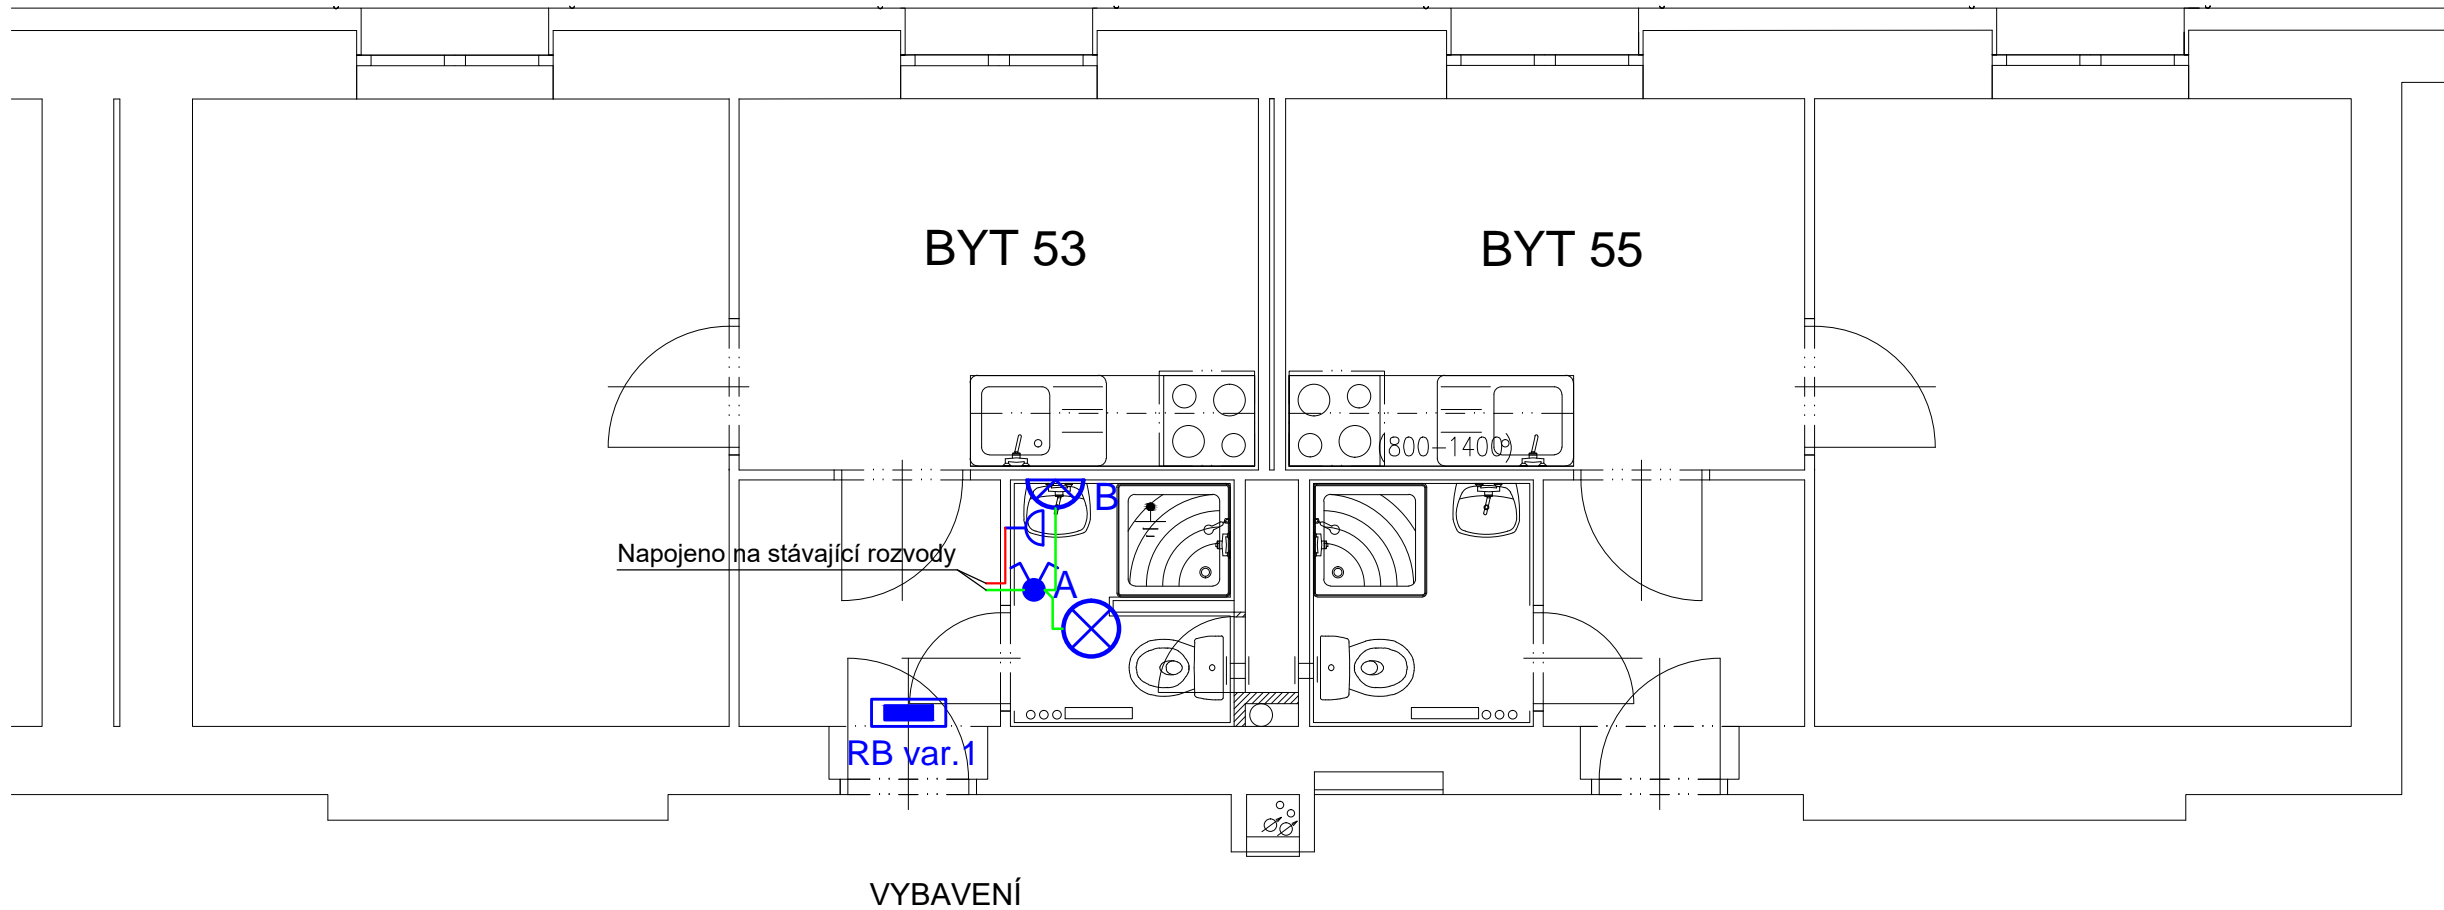 BYT 53
BYT 55
(800-1400)
B
Napojeno na stávající rozvody
A
RB var.1
VYBAVENÍ